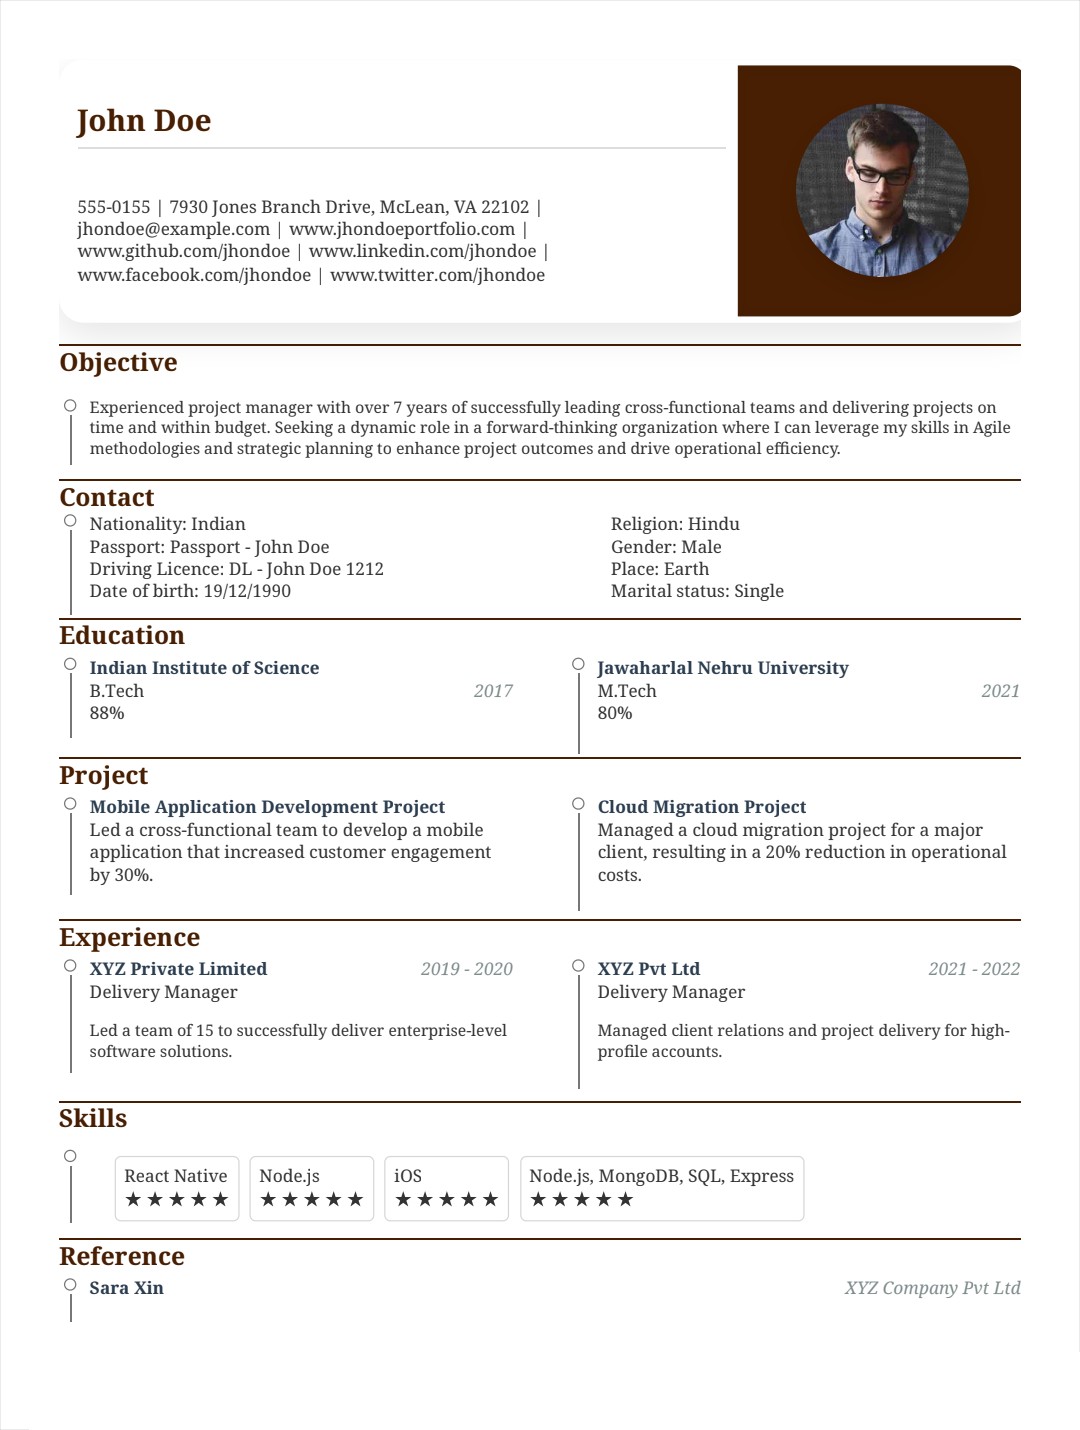 John Doe
555-0155 | 7930 Jones Branch Drive, McLean, VA 22102 |
jhondoe@example.com | www.jhondoeportfolio.com |
www.github.com/jhondoe | www.linkedin.com/jhondoe |
www.facebook.com/jhondoe | www.twitter.com/jhondoe
Objective
Experienced project manager with over 7 years of successfully leading cross-functional teams and delivering projects on
time and within budget. Seeking a dynamic role in a forward-thinking organization where I can leverage my skills in Agile
methodologies and strategic planning to enhance project outcomes and drive operational efficiency.
Contact
Nationality: Indian
Passport: Passport - John Doe
Driving Licence: DL - John Doe 1212
Date of birth: 19/12/1990
Religion: Hindu
Gender: Male
Place: Earth
Marital status: Single
Education
Indian Institute of Science
B.Tech 2017
88%
Jawaharlal Nehru University
M.Tech 2021
80%
Project
Mobile Application Development Project
Led a cross-functional team to develop a mobile
application that increased customer engagement
by 30%.
Cloud Migration Project
Managed a cloud migration project for a major
client, resulting in a 20% reduction in operational
costs.
Experience
XYZ Private Limited 2019 - 2020
Delivery Manager
Led a team of 15 to successfully deliver enterprise-level
software solutions.
XYZ Pvt Ltd 2021 - 2022
Delivery Manager
Managed client relations and project delivery for high-
profile accounts.
Skills
React Native
★★★★★
Node.js
★★★★★
iOS
★★★★★
Node.js, MongoDB, SQL, Express
★★★★★
Reference
Sara Xin XYZ Company Pvt Ltd